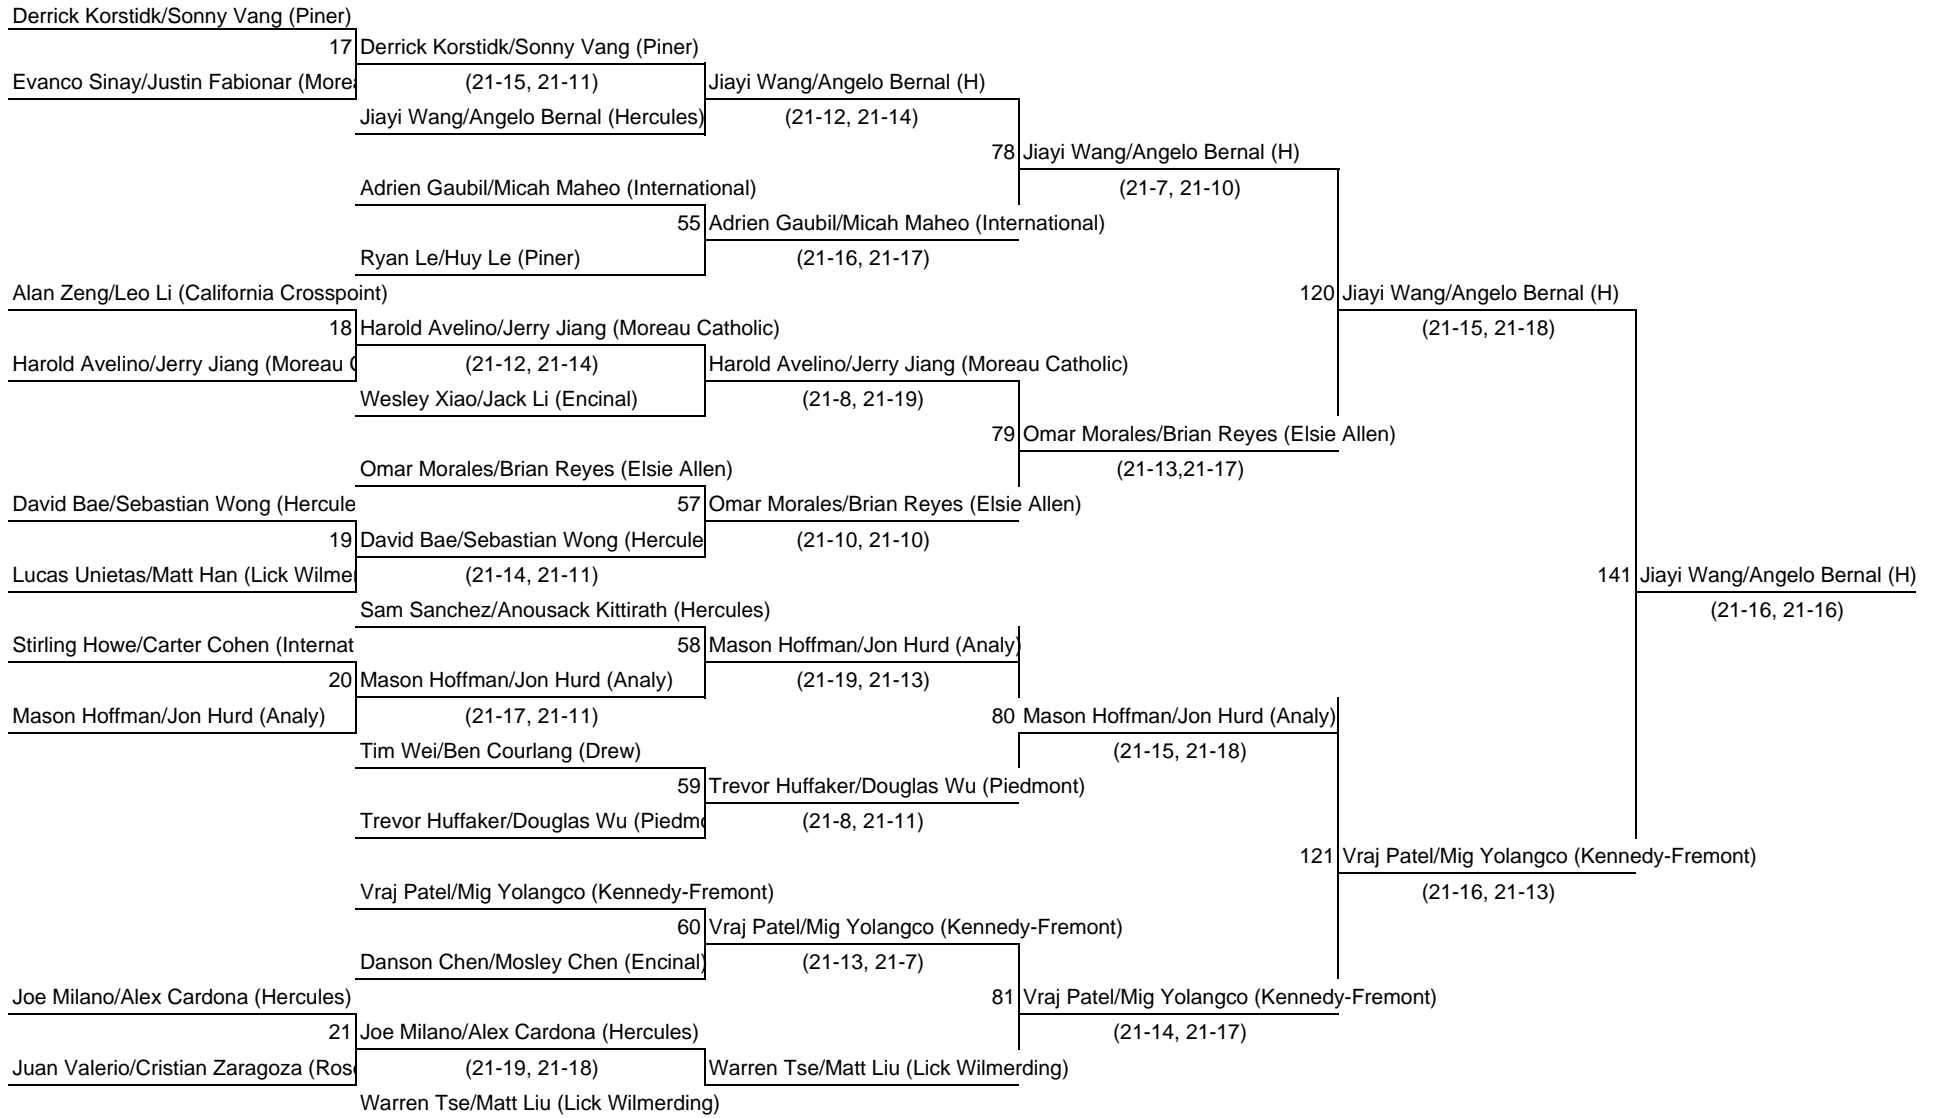 Derrick Korstidk/Sonny Vang (Piner)
17 Derrick Korstidk/Sonny Vang (Piner)
Evanco Sinay/Justin Fabionar (Morea (21-15, 21-11) Jiayi Wang/Angelo Bernal (H)
Jiayi Wang/Angelo Bernal (Hercules) (21-12, 21-14)
78 Jiayi Wang/Angelo Bernal (H)
Adrien Gaubil/Micah Maheo (International) (21-7, 21-10)
55 Adrien Gaubil/Micah Maheo (International)
Ryan Le/Huy Le (Piner) (21-16, 21-17)
Alan Zeng/Leo Li (California Crosspoint) 120 Jiayi Wang/Angelo Bernal (H)
18 Harold Avelino/Jerry Jiang (Moreau Catholic) (21-15, 21-18)
Harold Avelino/Jerry Jiang (Moreau C (21-12, 21-14) Harold Avelino/Jerry Jiang (Moreau Catholic)
Wesley Xiao/Jack Li (Encinal) (21-8, 21-19)
79 Omar Morales/Brian Reyes (Elsie Allen)
Omar Morales/Brian Reyes (Elsie Allen) (21-13,21-17)
David Bae/Sebastian Wong (Hercule 57 Omar Morales/Brian Reyes (Elsie Allen)
19 David Bae/Sebastian Wong (Hercule (21-10, 21-10)
Lucas Unietas/Matt Han (Lick Wilmer (21-14, 21-11) 141 Jiayi Wang/Angelo Bernal (H)
Sam Sanchez/Anousack Kittirath (Hercules) (21-16, 21-16)
Stirling Howe/Carter Cohen (Internat 58 Mason Hoffman/Jon Hurd (Analy)
20 Mason Hoffman/Jon Hurd (Analy) (21-19, 21-13)
Mason Hoffman/Jon Hurd (Analy) (21-17, 21-11) 80 Mason Hoffman/Jon Hurd (Analy)
Tim Wei/Ben Courlang (Drew) (21-15, 21-18)
59 Trevor Huffaker/Douglas Wu (Piedmont)
Trevor Huffaker/Douglas Wu (Piedmo (21-8, 21-11)
121 Vraj Patel/Mig Yolangco (Kennedy-Fremont)
Vraj Patel/Mig Yolangco (Kennedy-Fremont) (21-16, 21-13)
60 Vraj Patel/Mig Yolangco (Kennedy-Fremont)
Danson Chen/Mosley Chen (Encinal) (21-13, 21-7)
Joe Milano/Alex Cardona (Hercules) 81 Vraj Patel/Mig Yolangco (Kennedy-Fremont)
21 Joe Milano/Alex Cardona (Hercules) (21-14, 21-17)
Juan Valerio/Cristian Zaragoza (Rose (21-19, 21-18) Warren Tse/Matt Liu (Lick Wilmerding)
Warren Tse/Matt Liu (Lick Wilmerding)